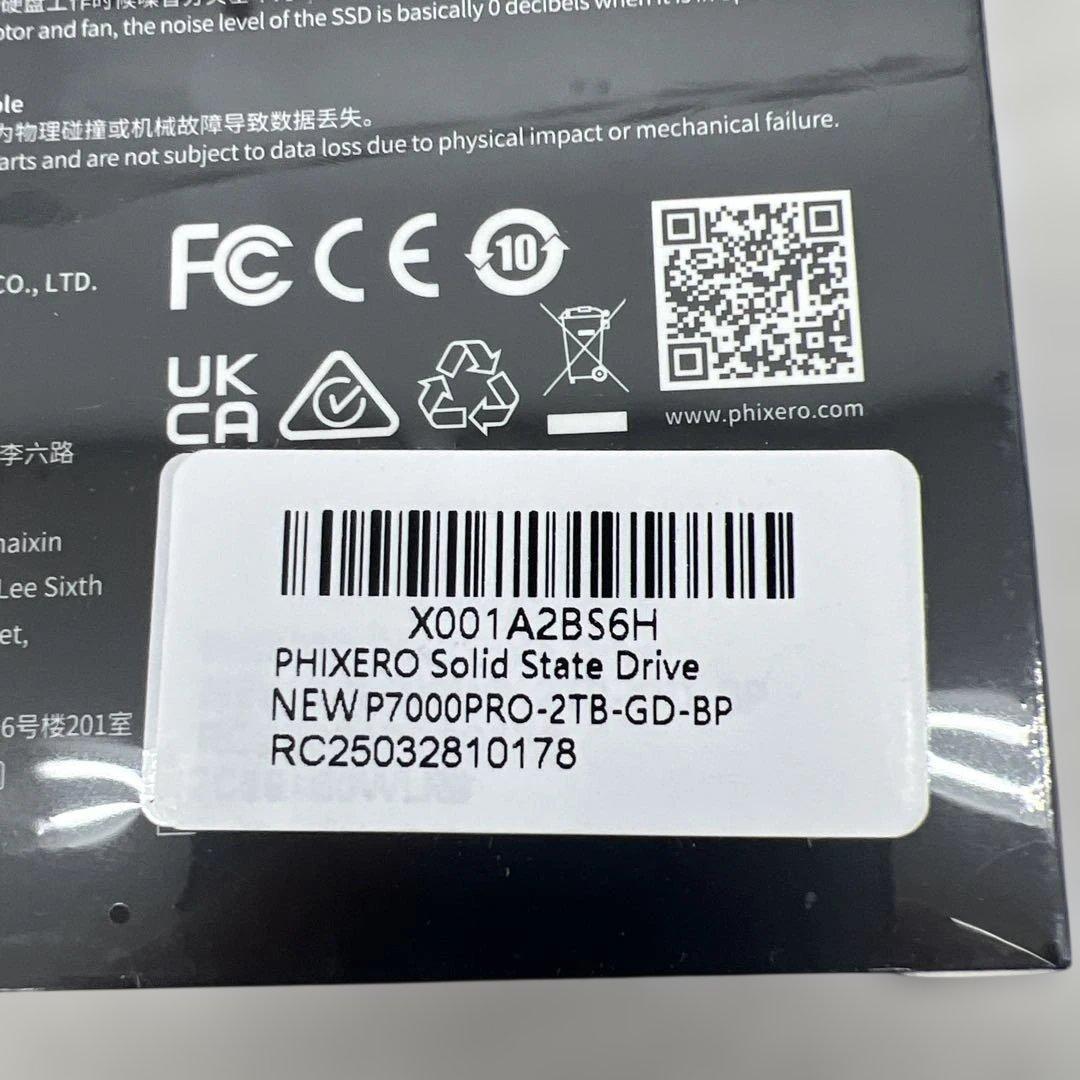 motor and fan, the noise level of the SSD is basically 0 decibels when it is in
ble
为物理碰撞或机械故障导致数据丢失。
arts and are not subject to data loss due to physical impact or mechanical failure.
FC CE 10
CO., LTD.
UK
CA
www.phixero.com
李六路
haixin
Lee Sixth
et,
6号楼201室
X001A2BS6H
PHIXERO Solid State Drive
NEW P7000PRO-2TB-GD-BP
RC25032810178